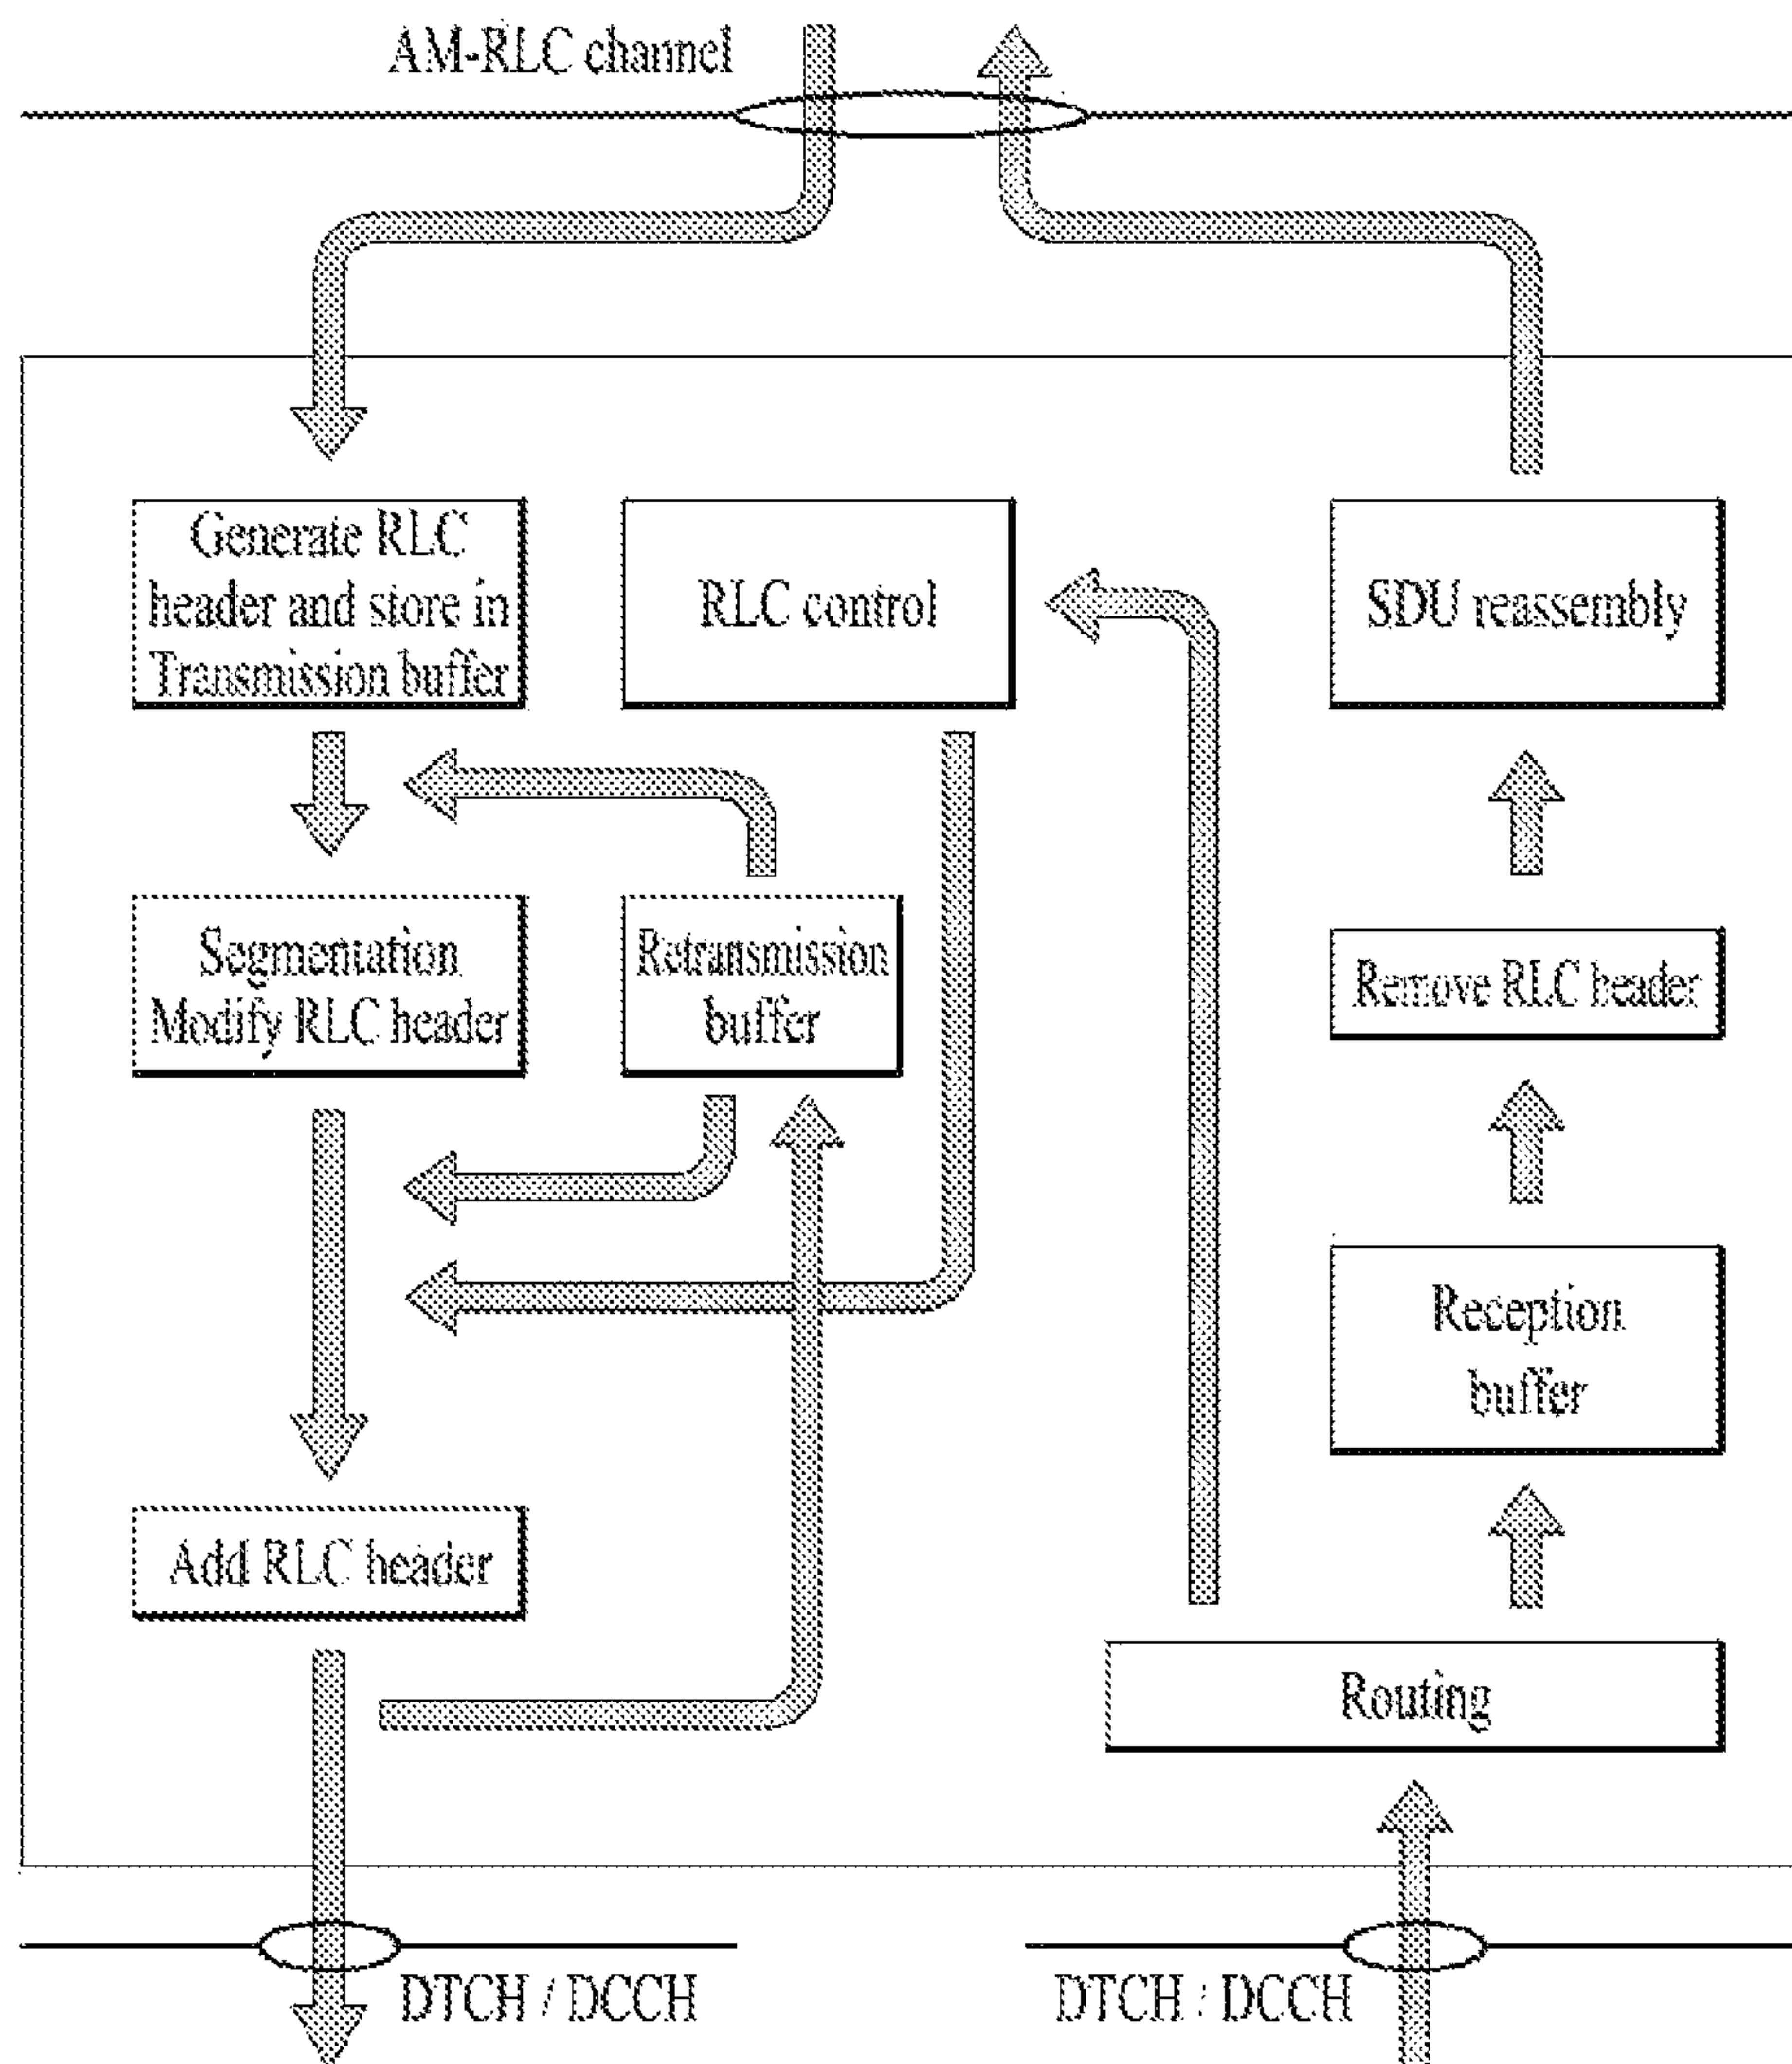 AM-RLC channel
Generate RLC
header and store in
Transmission buffer
RLC control
SDU reassembly
Segmentation
Modify RLC header
Retransmission
buffer
Remove RLC header
Reception
buffer
Add RLC header
Routing
DTCH / DCCH
DTCH / DCCH